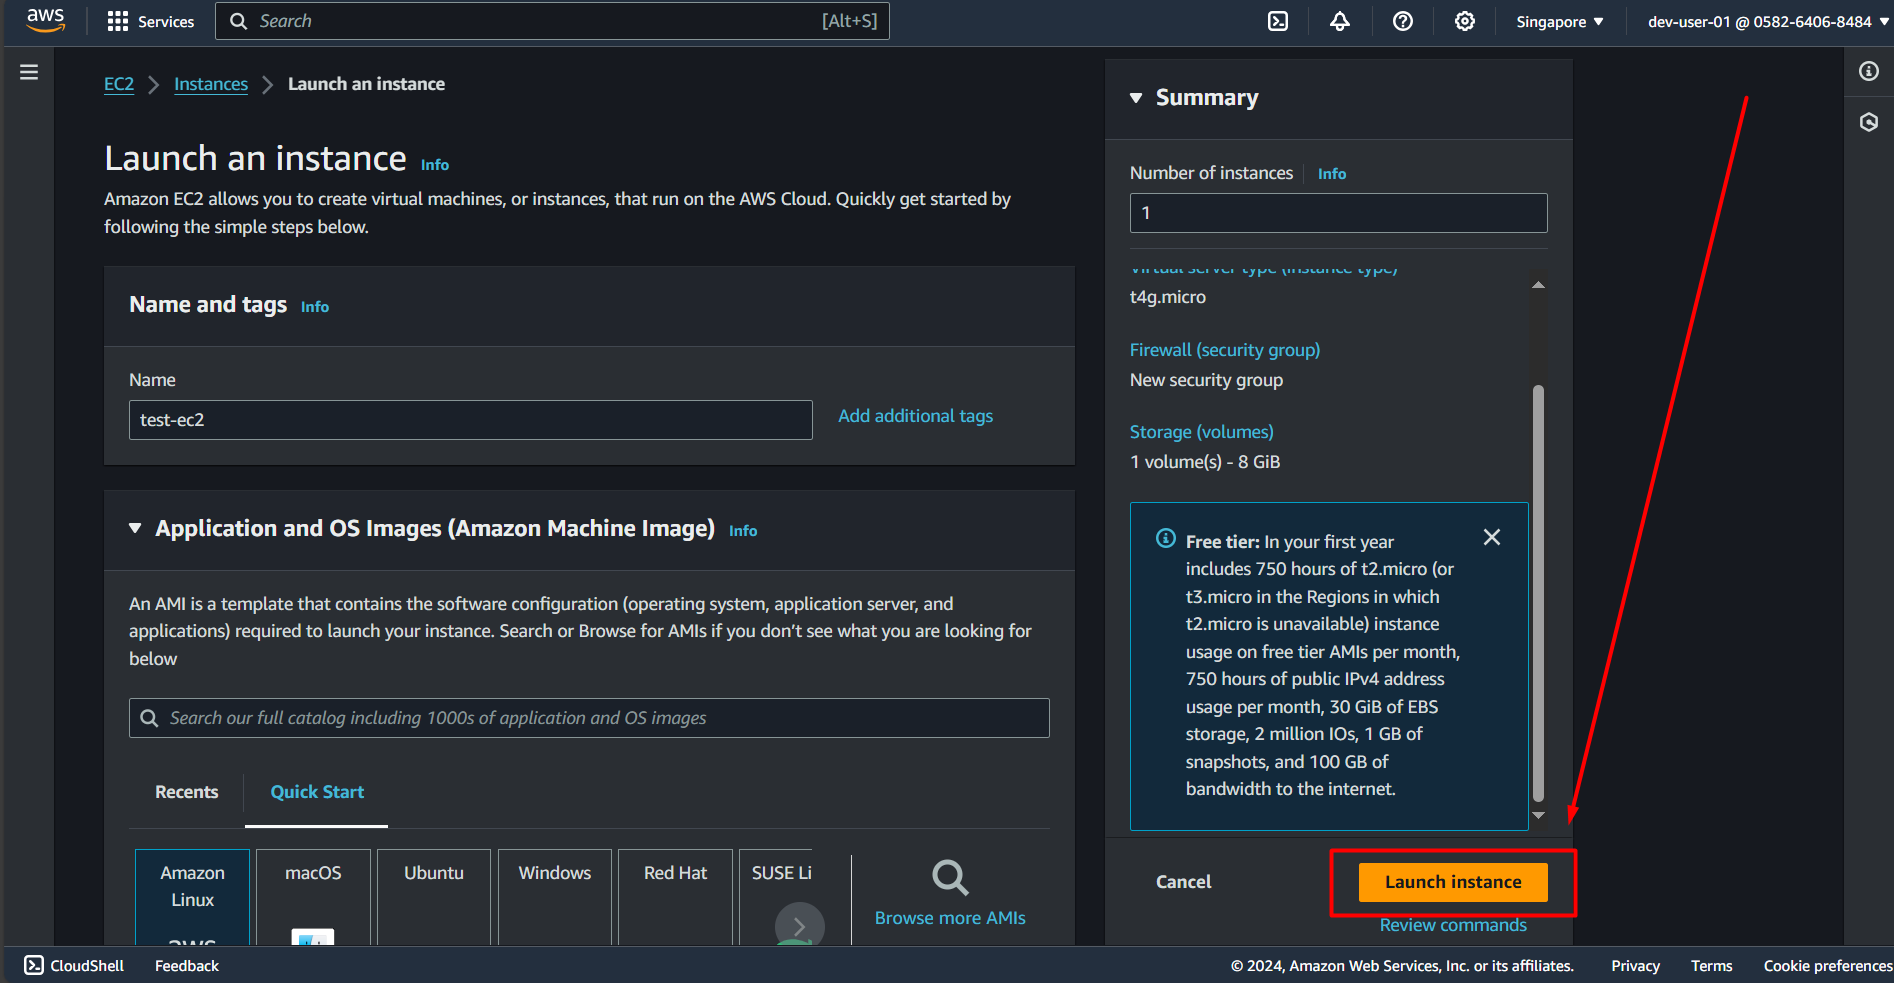 aws
Services
Search
[Alt+S]
Singapore
dev-user-01 @ 0582-6406-8484
EC2
Instances
Launch an instance
Launch an instance
Info
Amazon EC2 allows you to create virtual machines, or instances, that run on the AWS Cloud. Quickly get started by
following the simple steps below.
Name and tags
Info
Name
test-ec2
Add additional tags
Application and OS Images (Amazon Machine Image)
Info
An AMI is a template that contains the software configuration (operating system, application server, and
applications) required to launch your instance. Search or Browse for AMIs if you don’t see what you are looking for
below
Search our full catalog including 1000s of application and OS images
Recents
Quick Start
Amazon
Linux
aws
macOS
Ubuntu
Windows
Red Hat
SUSE Li
Browse more AMIs
Summary
Number of instances
Info
1
Virtual server type (instance type)
t4g.micro
Firewall (security group)
New security group
Storage (volumes)
1 volume(s) - 8 GiB
Free tier: In your first year
includes 750 hours of t2.micro (or
t3.micro in the Regions in which
t2.micro is unavailable) instance
usage on free tier AMIs per month,
750 hours of public IPv4 address
usage per month, 30 GiB of EBS
storage, 2 million IOs, 1 GB of
snapshots, and 100 GB of
bandwidth to the internet.
Cancel
Launch instance
Review commands
CloudShell
Feedback
© 2024, Amazon Web Services, Inc. or its affiliates.
Privacy
Terms
Cookie preferences